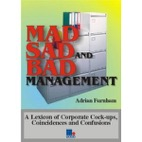 MAD
SAD AND
BAD
MANAGEMENT
Adrian Furnham
A Lexicon of Corporate Cock-ups,
Coincidences and Confusions